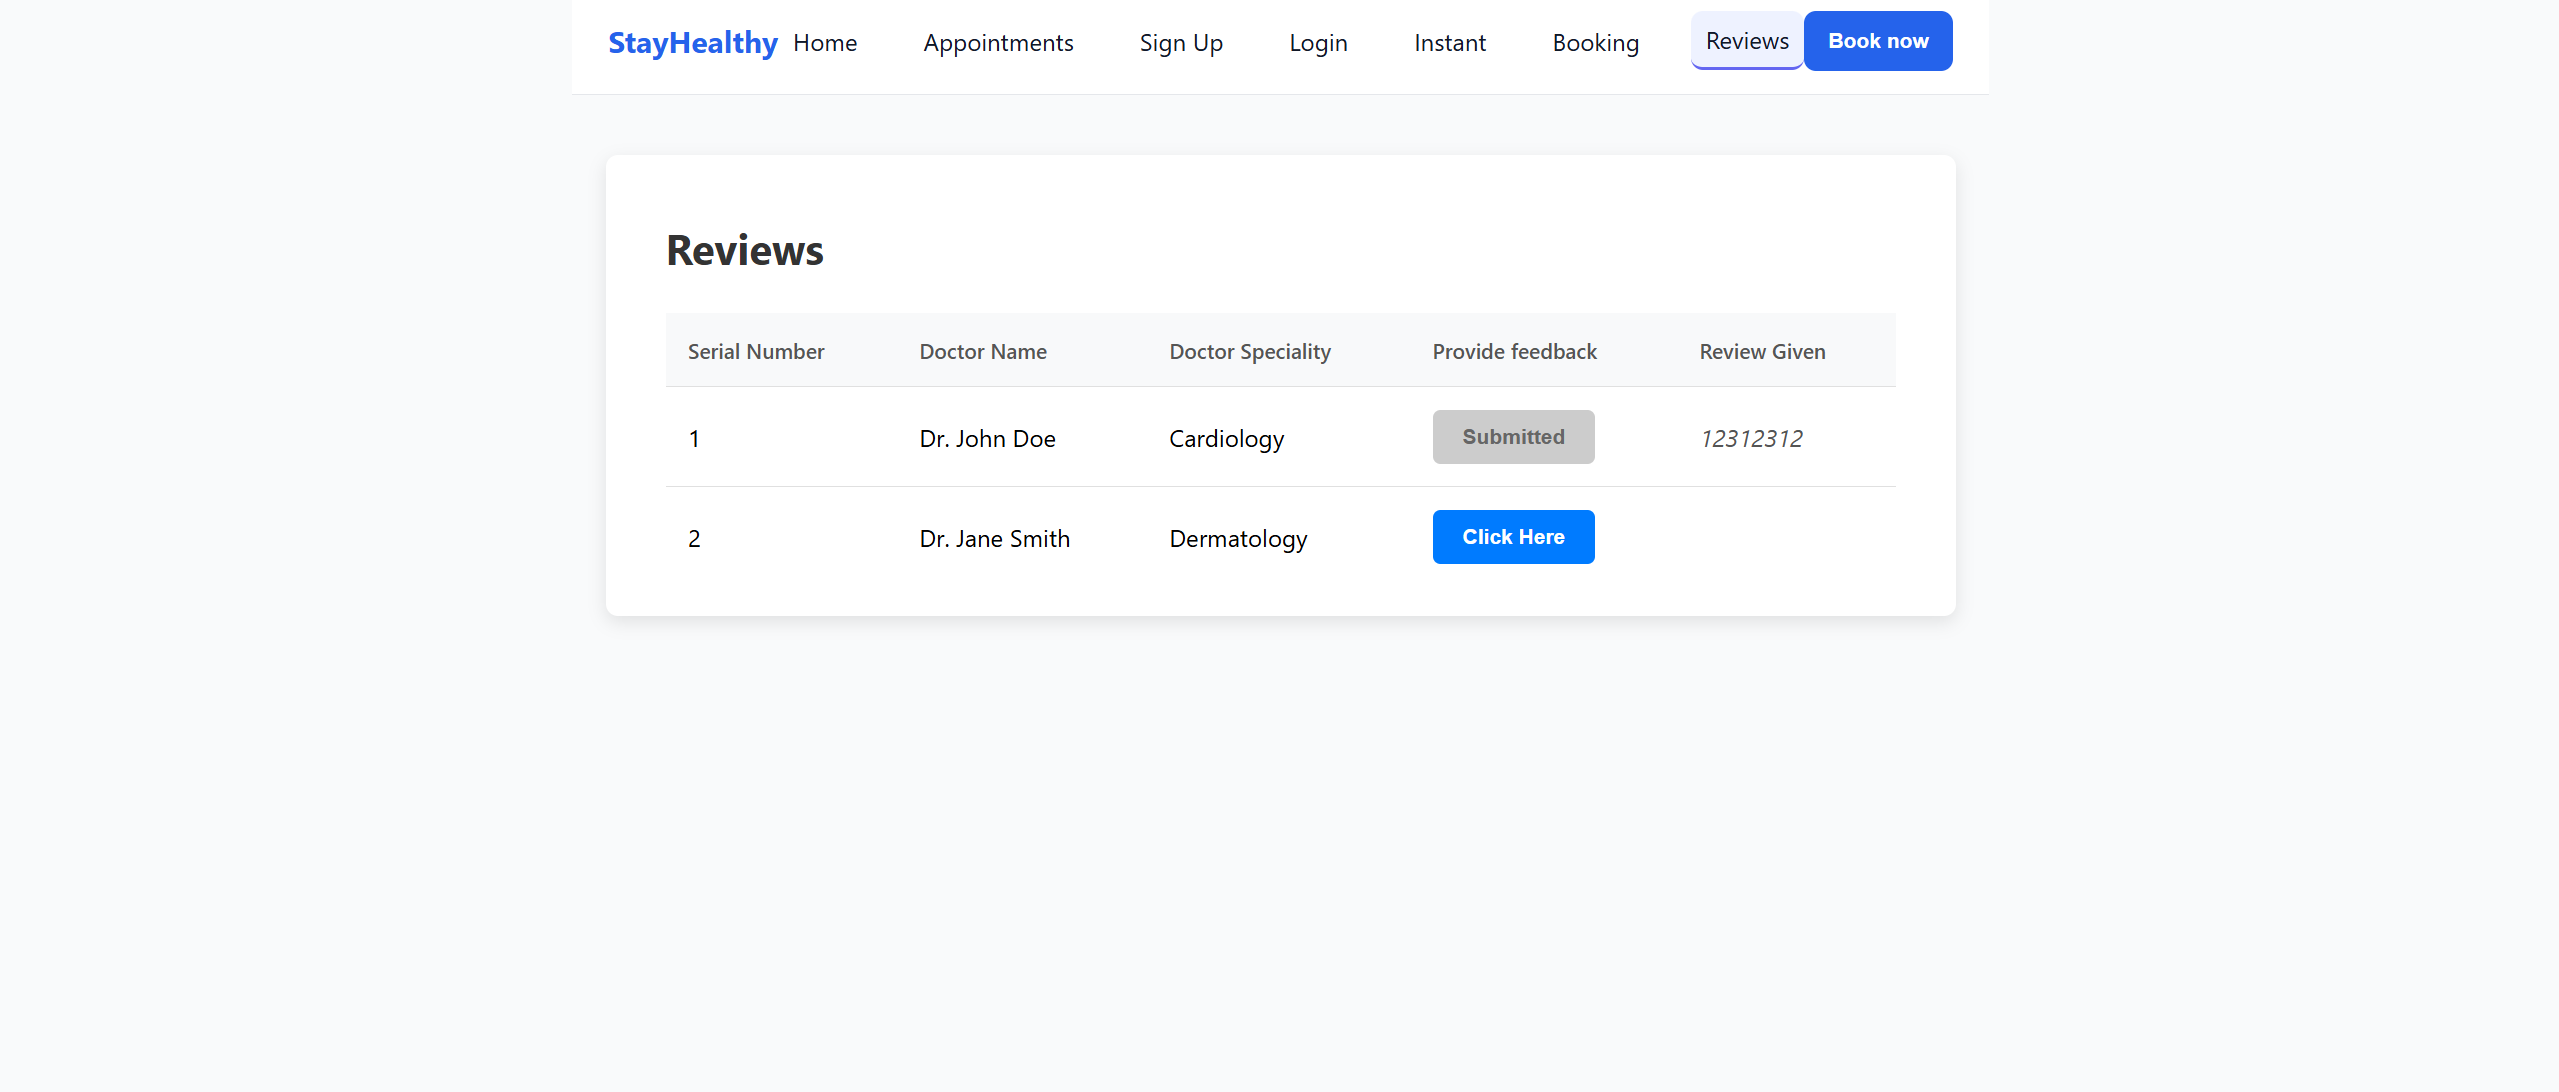 StayHealthy Home Appointments Sign Up Login Instant Booking Reviews Book now
Reviews
Serial Number Doctor Name Doctor Speciality Provide feedback Review Given
1 Dr. John Doe Cardiology Submitted 12312312
2 Dr. Jane Smith Dermatology Click Here